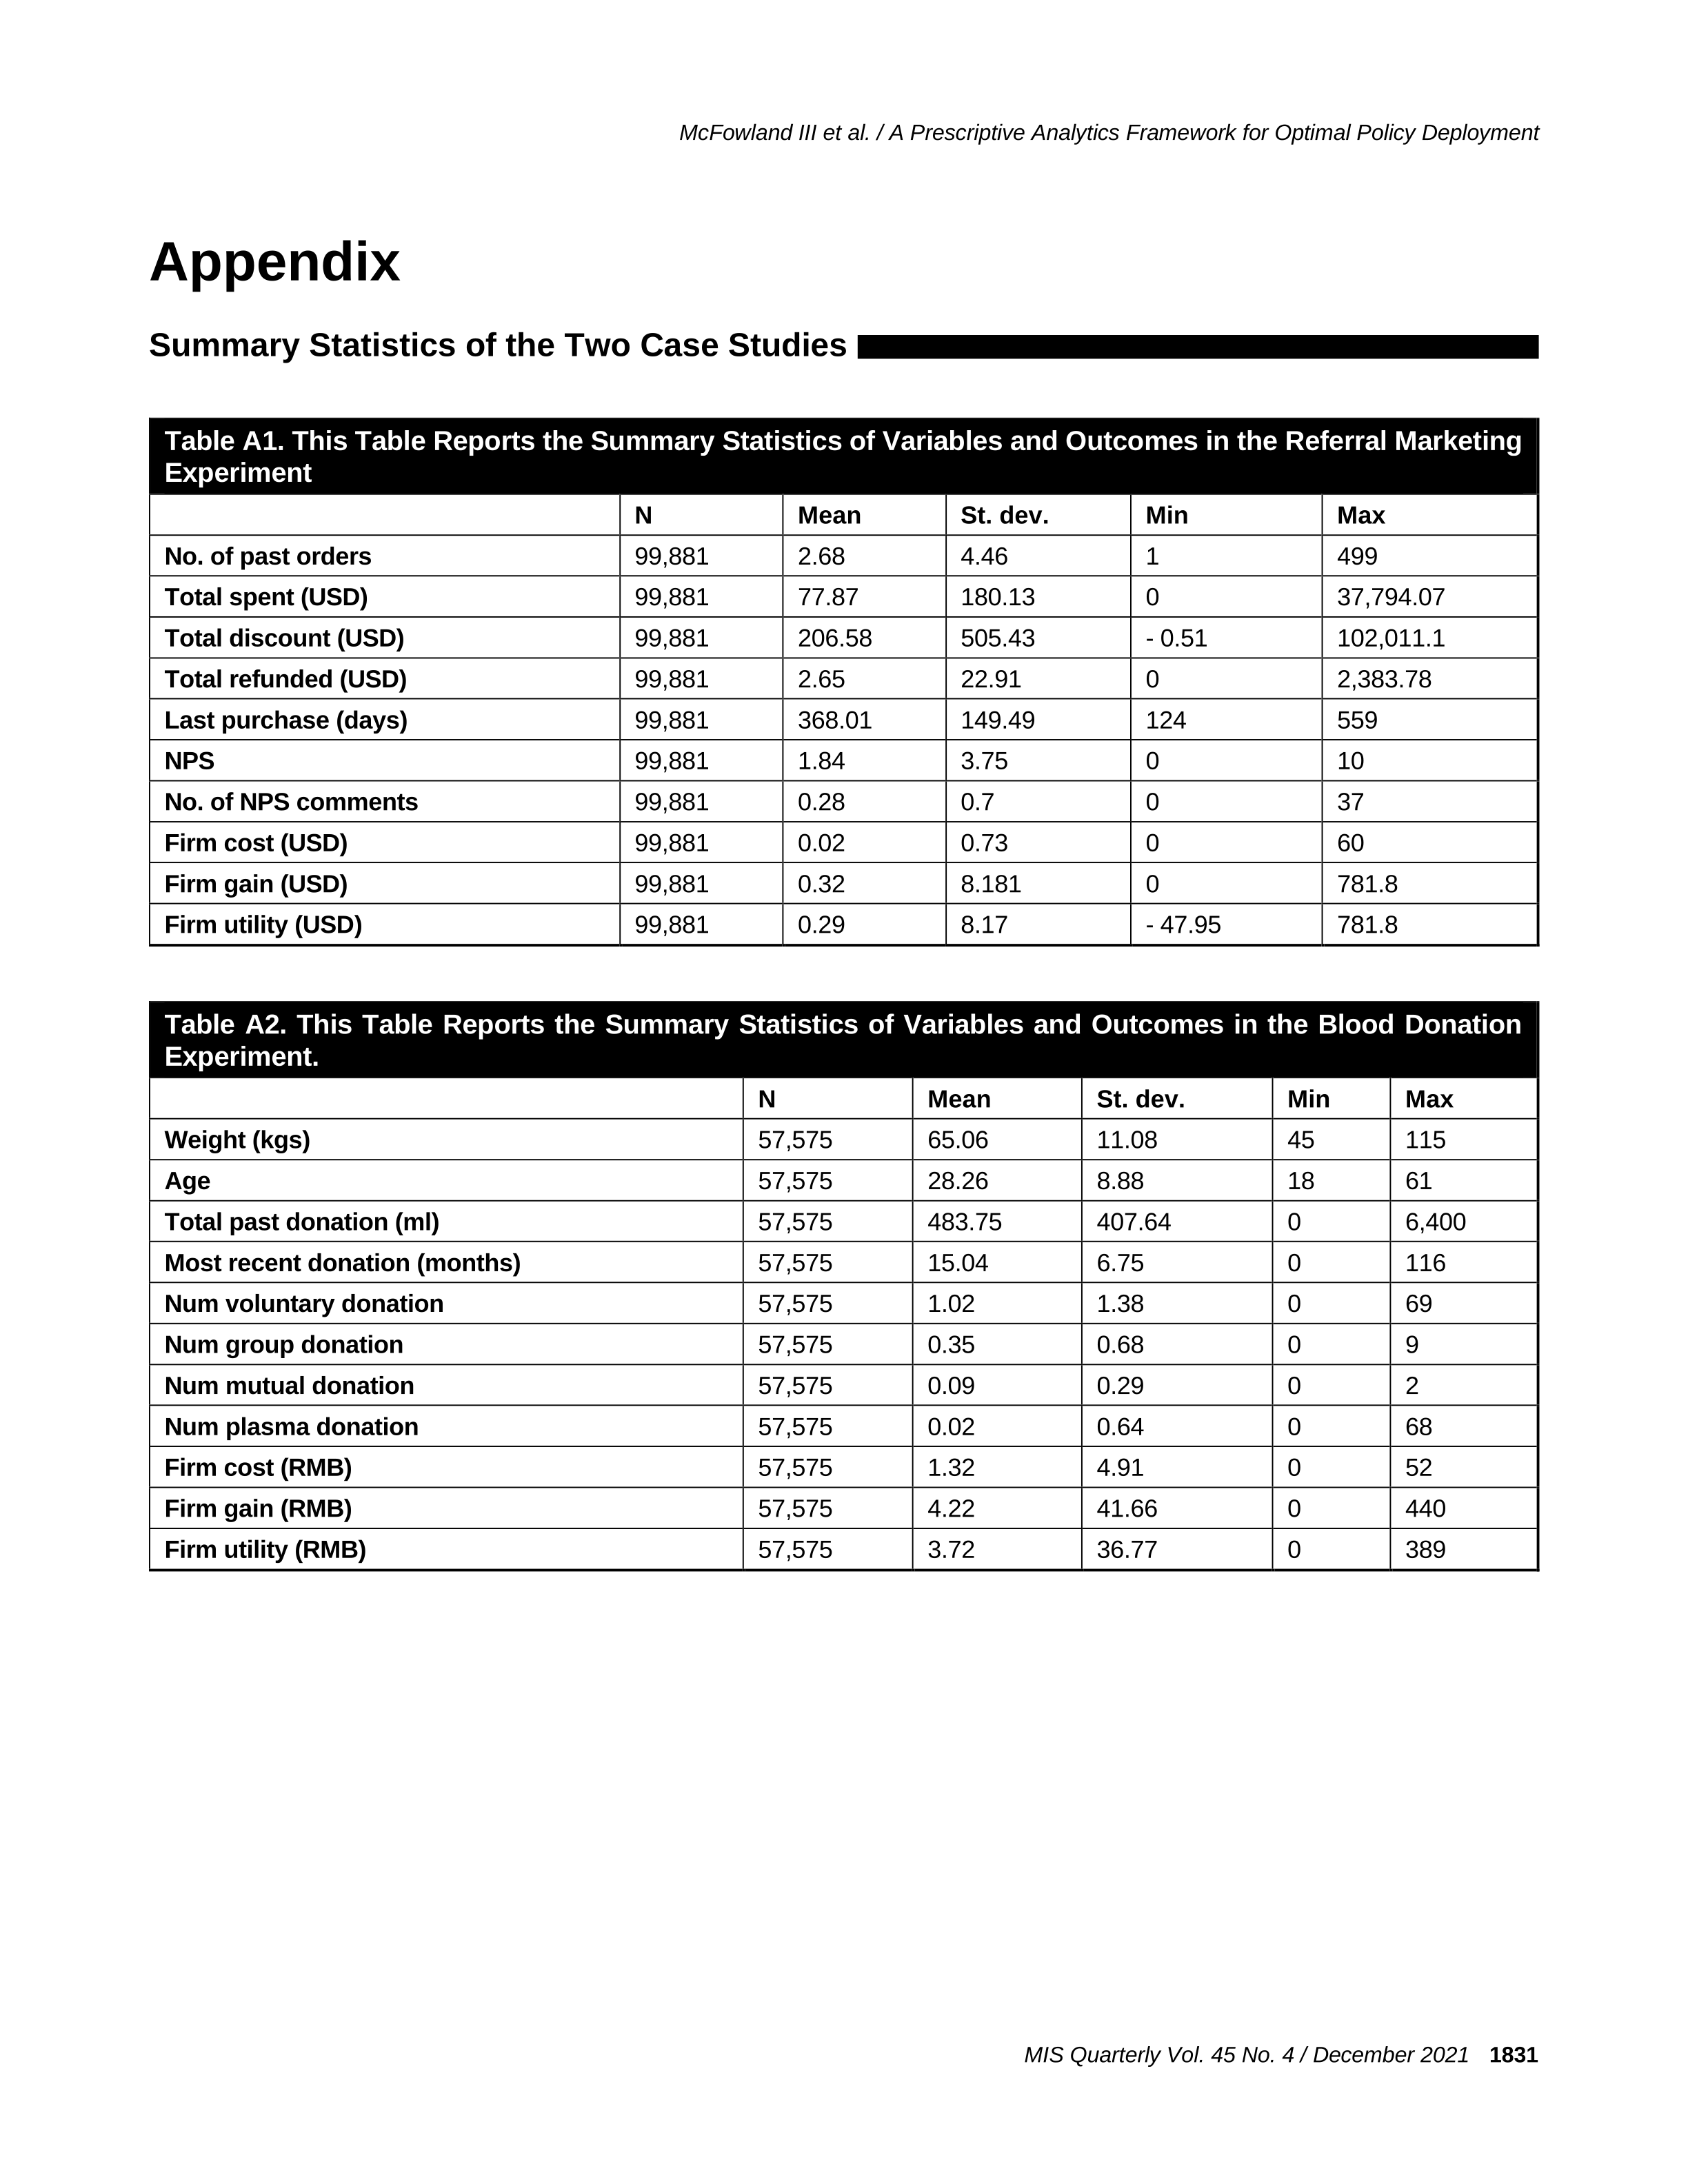 McFowland III et al. / A Prescriptive Analytics Framework for Optimal Policy Deployment
Appendix
Summary Statistics of the Two Case Studies
Table A1. This Table Reports the Summary Statistics of Variables and Outcomes in the Referral Marketing
Experiment
N Mean St. dev. Min Max
No. of past orders 99,881 2.68 4.46 1 499
Total spent (USD) 99,881 77.87 180.13 0 37,794.07
Total discount (USD) 99,881 206.58 505.43 - 0.51 102,011.1
Total refunded (USD) 99,881 2.65 22.91 0 2,383.78
Last purchase (days) 99,881 368.01 149.49 124 559
NPS 99,881 1.84 3.75 0 10
No. of NPS comments 99,881 0.28 0.7 0 37
Firm cost (USD) 99,881 0.02 0.73 0 60
Firm gain (USD) 99,881 0.32 8.181 0 781.8
Firm utility (USD) 99,881 0.29 8.17 - 47.95 781.8
Table A2. This Table Reports the Summary Statistics of Variables and Outcomes in the Blood Donation
Experiment.
N Mean St. dev. Min Max
Weight (kgs) 57,575 65.06 11.08 45 115
Age 57,575 28.26 8.88 18 61
Total past donation (ml) 57,575 483.75 407.64 0 6,400
Most recent donation (months) 57,575 15.04 6.75 0 116
Num voluntary donation 57,575 1.02 1.38 0 69
Num group donation 57,575 0.35 0.68 0 9
Num mutual donation 57,575 0.09 0.29 0 2
Num plasma donation 57,575 0.02 0.64 0 68
Firm cost (RMB) 57,575 1.32 4.91 0 52
Firm gain (RMB) 57,575 4.22 41.66 0 440
Firm utility (RMB) 57,575 3.72 36.77 0 389
MIS Quarterly Vol. 45 No. 4 / December 2021 1831